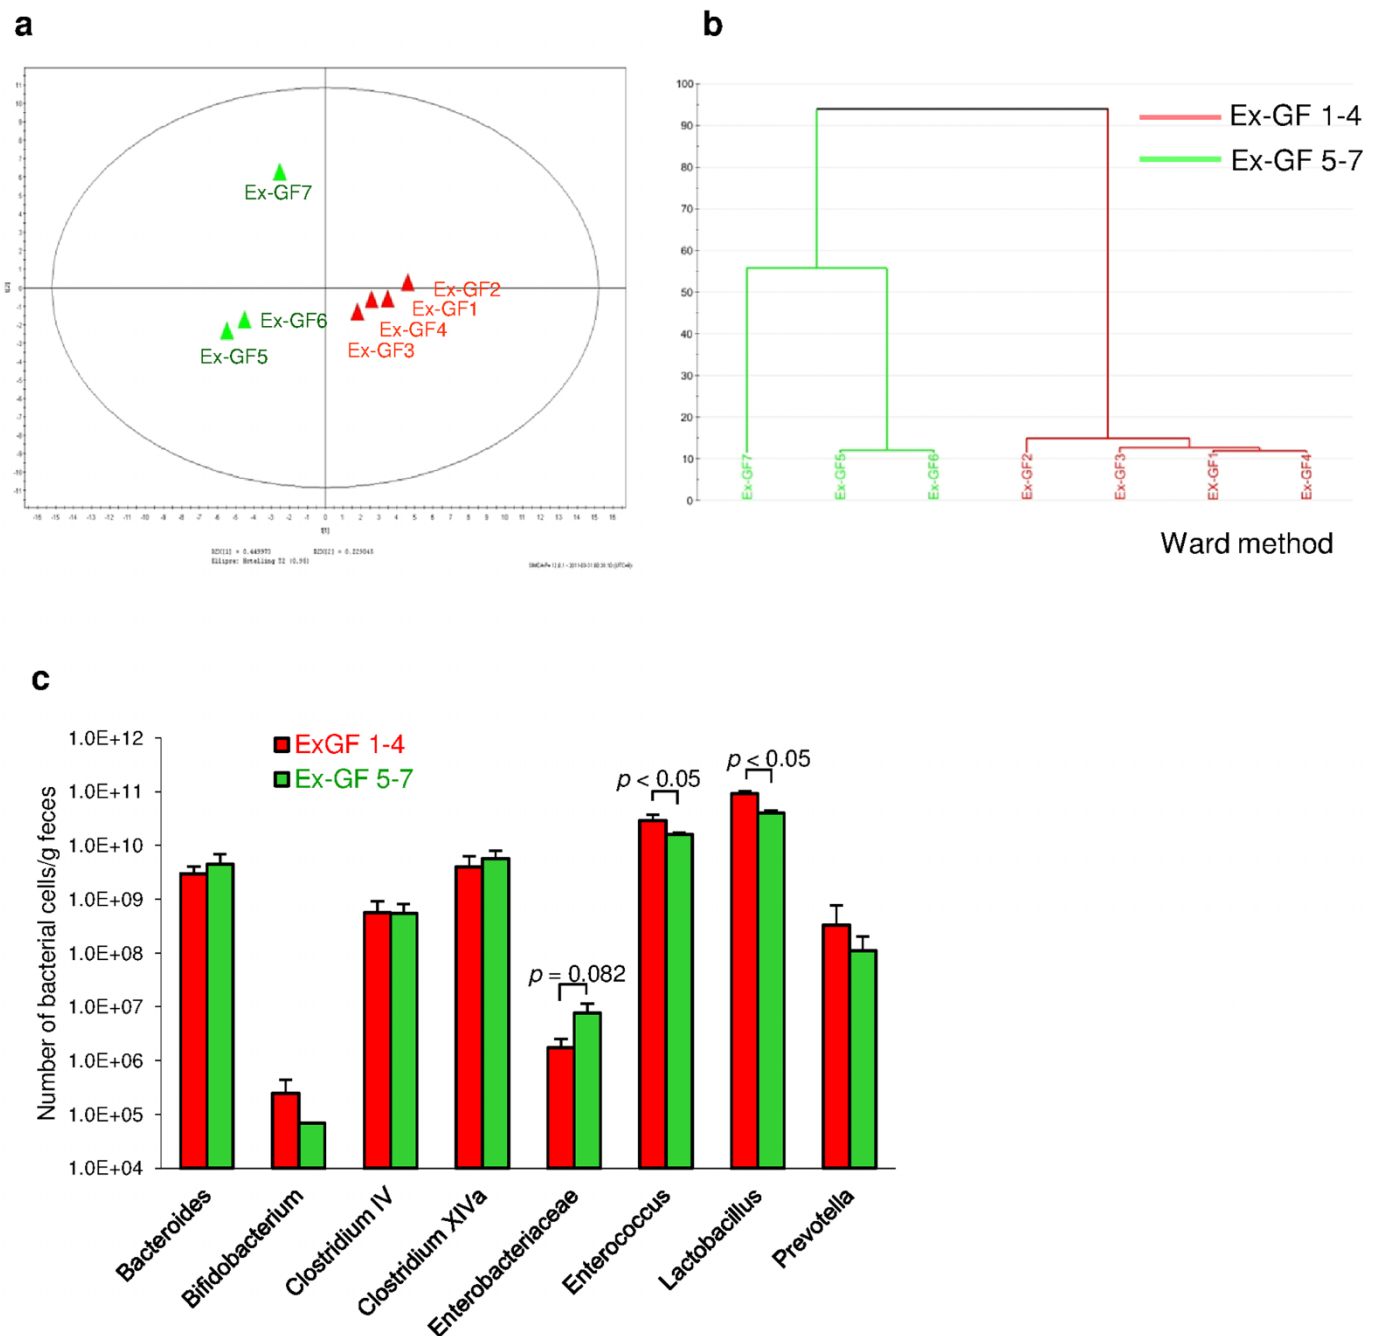 a
Ex-GF7
Ex-GF2
Ex-GF1
Ex-GF4
Ex-GF3
Ex-GF6
Ex-GF5
Ellipse: Hotelling T2
b
100
90
80
70
60
50
40
30
20
10
0
Ex-GF 1-4
Ex-GF 5-7
Ex-GF7
Ex-GF5
Ex-GF6
Ex-GF2
Ex-GF3
EX-GF1
Ex-GF4
Ward method
c
Number of bacterial cells/g feces
1.0E+12
1.0E+11
1.0E+10
1.0E+09
1.0E+08
1.0E+07
1.0E+06
1.0E+05
1.0E+04
ExGF 1-4
Ex-GF 5-7
p = 0.082
p < 0.05
p < 0.05
Bacteroides
Bifidobacterium
Clostridium IV
Clostridium XIVa
Enterobacteriaceae
Enterococcus
Lactobacillus
Prevotella